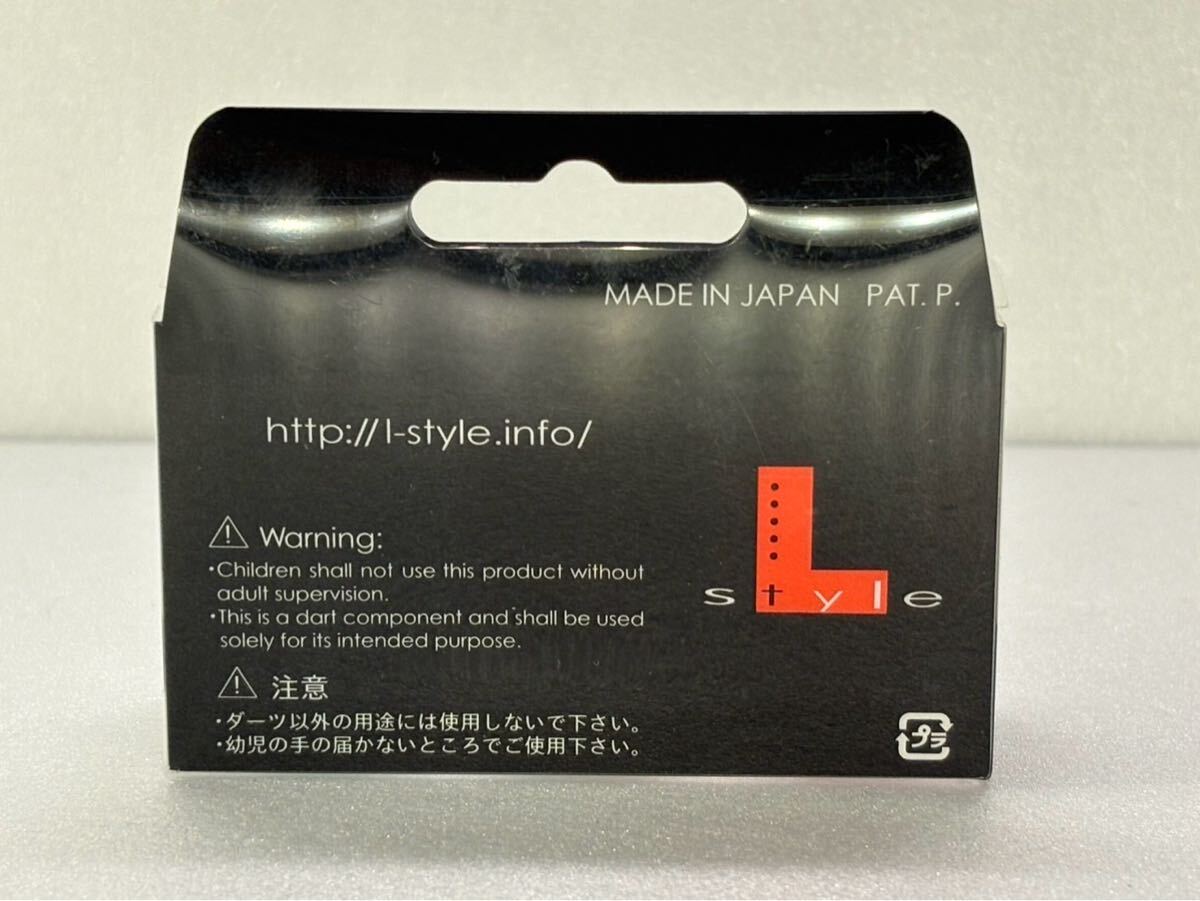 MADE IN JAPAN PAT. P.
http://l-style.info/
L
style
⚠ Warning:
・Children shall not use this product without
adult supervision.
・This is a dart component and shall be used
solely for its intended purpose.
⚠ 注意
・ダーツ以外の用途には使用しないで下さい。
・幼児の手の届かないところでご使用下さい。
プラ